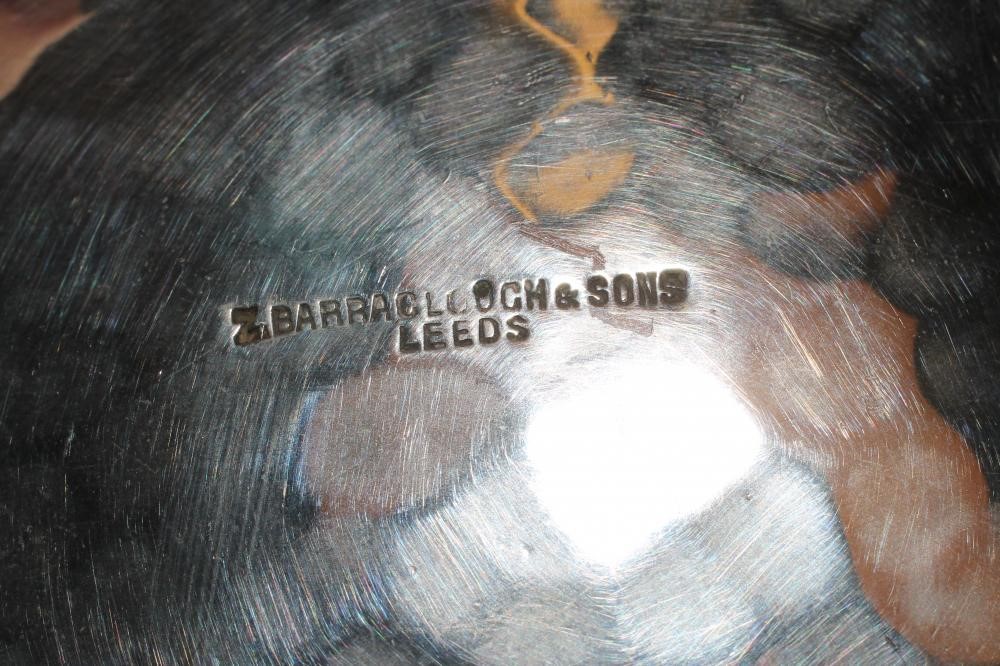 Z. BARRACLOUGH & SONS
LEEDS